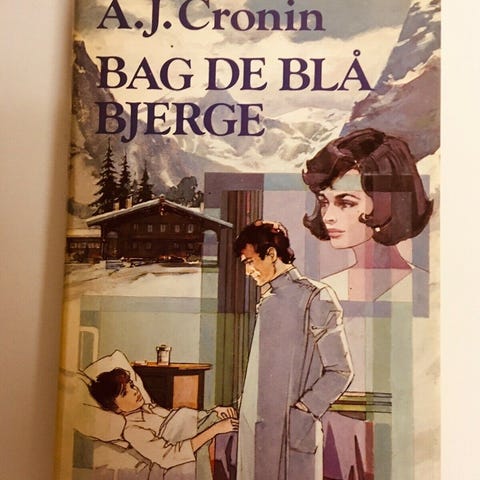 A.J. Cronin
BAG DE BLÅ
BJERGE